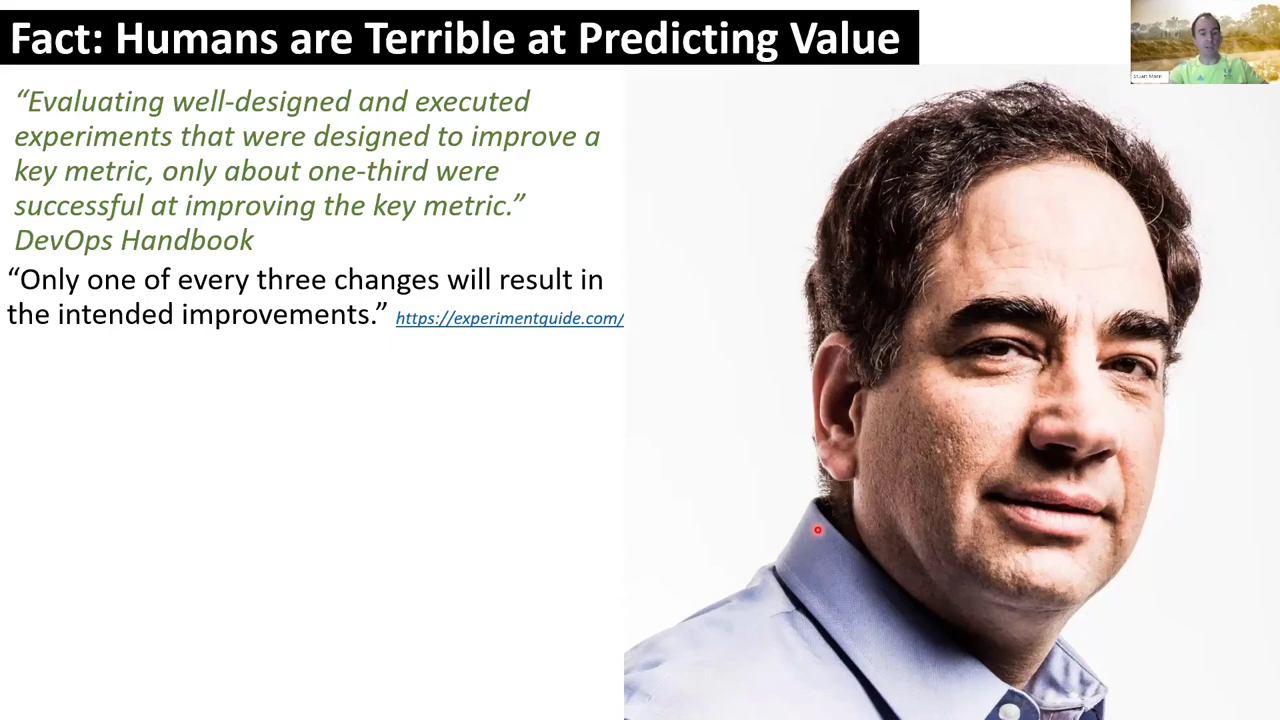 Fact: Humans are Terrible at Predicting Value
“Evaluating well-designed and executed
experiments that were designed to improve a
key metric, only about one-third were
successful at improving the key metric.”
DevOps Handbook
“Only one of every three changes will result in
the intended improvements.” https://experimentguide.com/
Stuart Mann